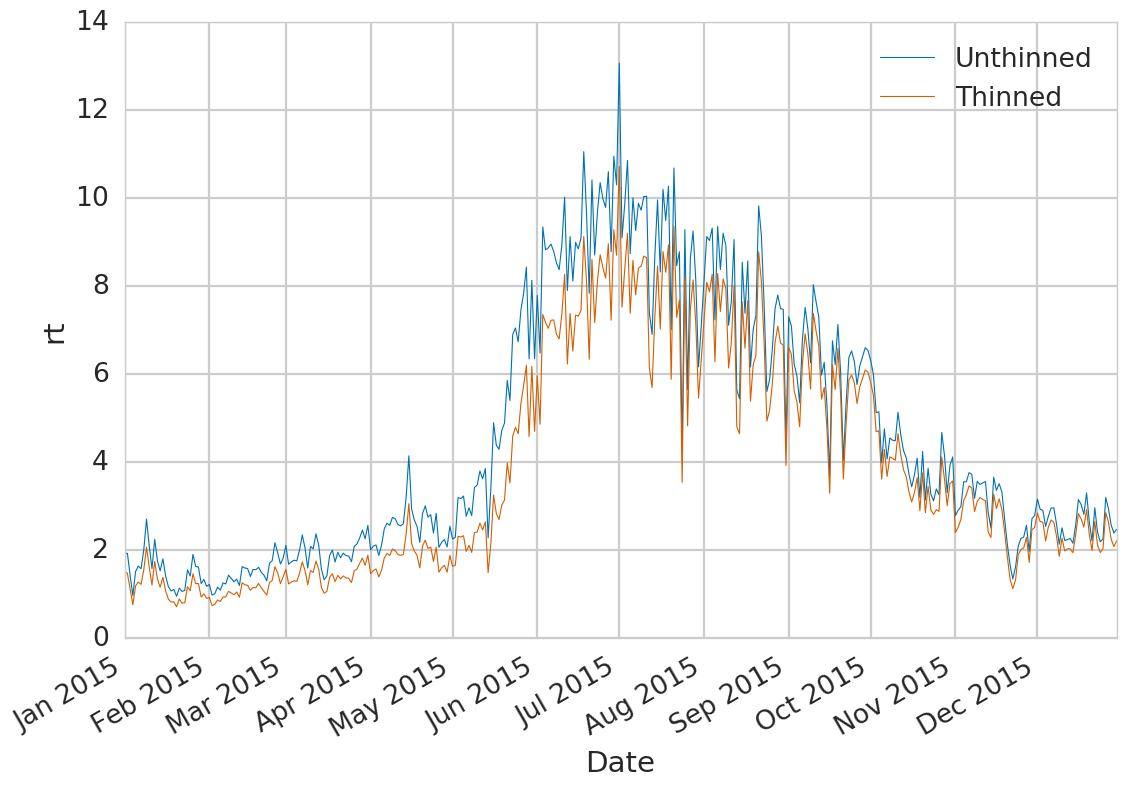 14
12
10
8
6
4
2
0
rt
Unthinned
Thinned
Jan 2015
Feb 2015
Mar 2015
Apr 2015
May 2015
Jun 2015
Jul 2015
Aug 2015
Sep 2015
Oct 2015
Nov 2015
Dec 2015
Date